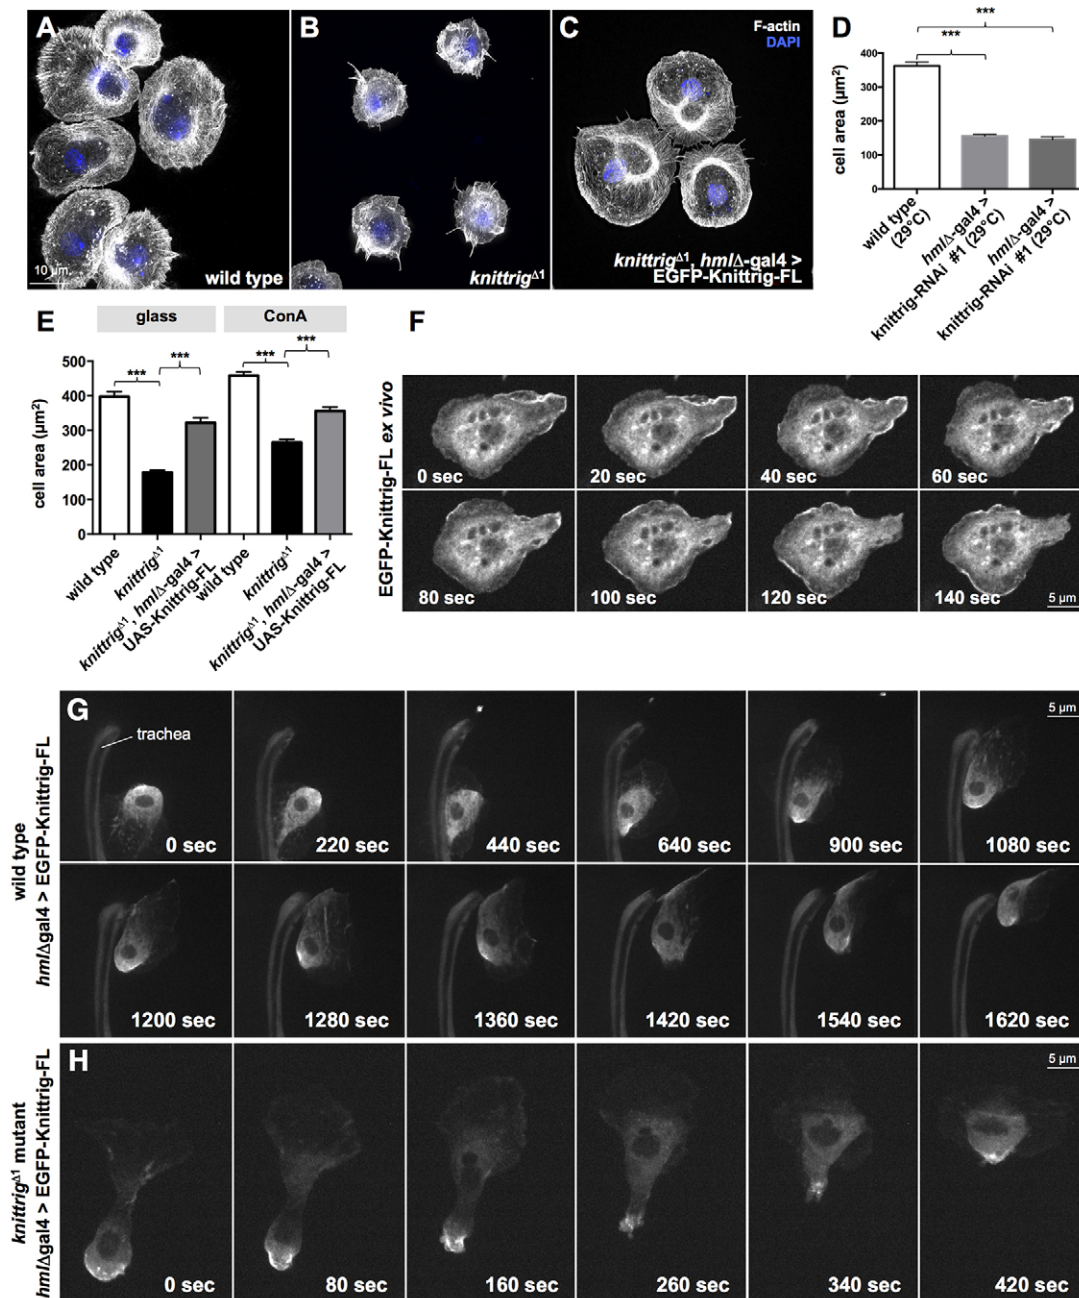 A
10 µm
wild type
B
knittrigΔ1
C
F-actin
DAPI
knittrigΔ1, hmlΔ-gal4 >
EGFP-Knittrig-FL
D
***
***
cell area (µm²)
400
300
200
100
0
wild type
(29°C)
hmlΔ-gal4 >
knittrig-RNAi #1 (29°C)
hmlΔ-gal4 >
knittrig-RNAi #1 (29°C)
E
glass
ConA
***
***
***
***
cell area (µm²)
500
400
300
200
100
0
wild type
knittrigΔ1
knittrigΔ1, hmlΔ-gal4 >
UAS-Knittrig-FL
wild type
knittrigΔ1
knittrigΔ1, hmlΔ-gal4 >
UAS-Knittrig-FL
F
EGFP-Knittrig-FL ex vivo
0 sec
20 sec
40 sec
60 sec
80 sec
100 sec
120 sec
140 sec
5 µm
G
wild type
hmlΔgal4 > EGFP-Knittrig-FL
trachea
5 µm
0 sec
220 sec
440 sec
640 sec
900 sec
1080 sec
1200 sec
1280 sec
1360 sec
1420 sec
1540 sec
1620 sec
H
knittrigΔ1 mutant
hmlΔgal4 > EGFP-Knittrig-FL
5 µm
0 sec
80 sec
160 sec
260 sec
340 sec
420 sec